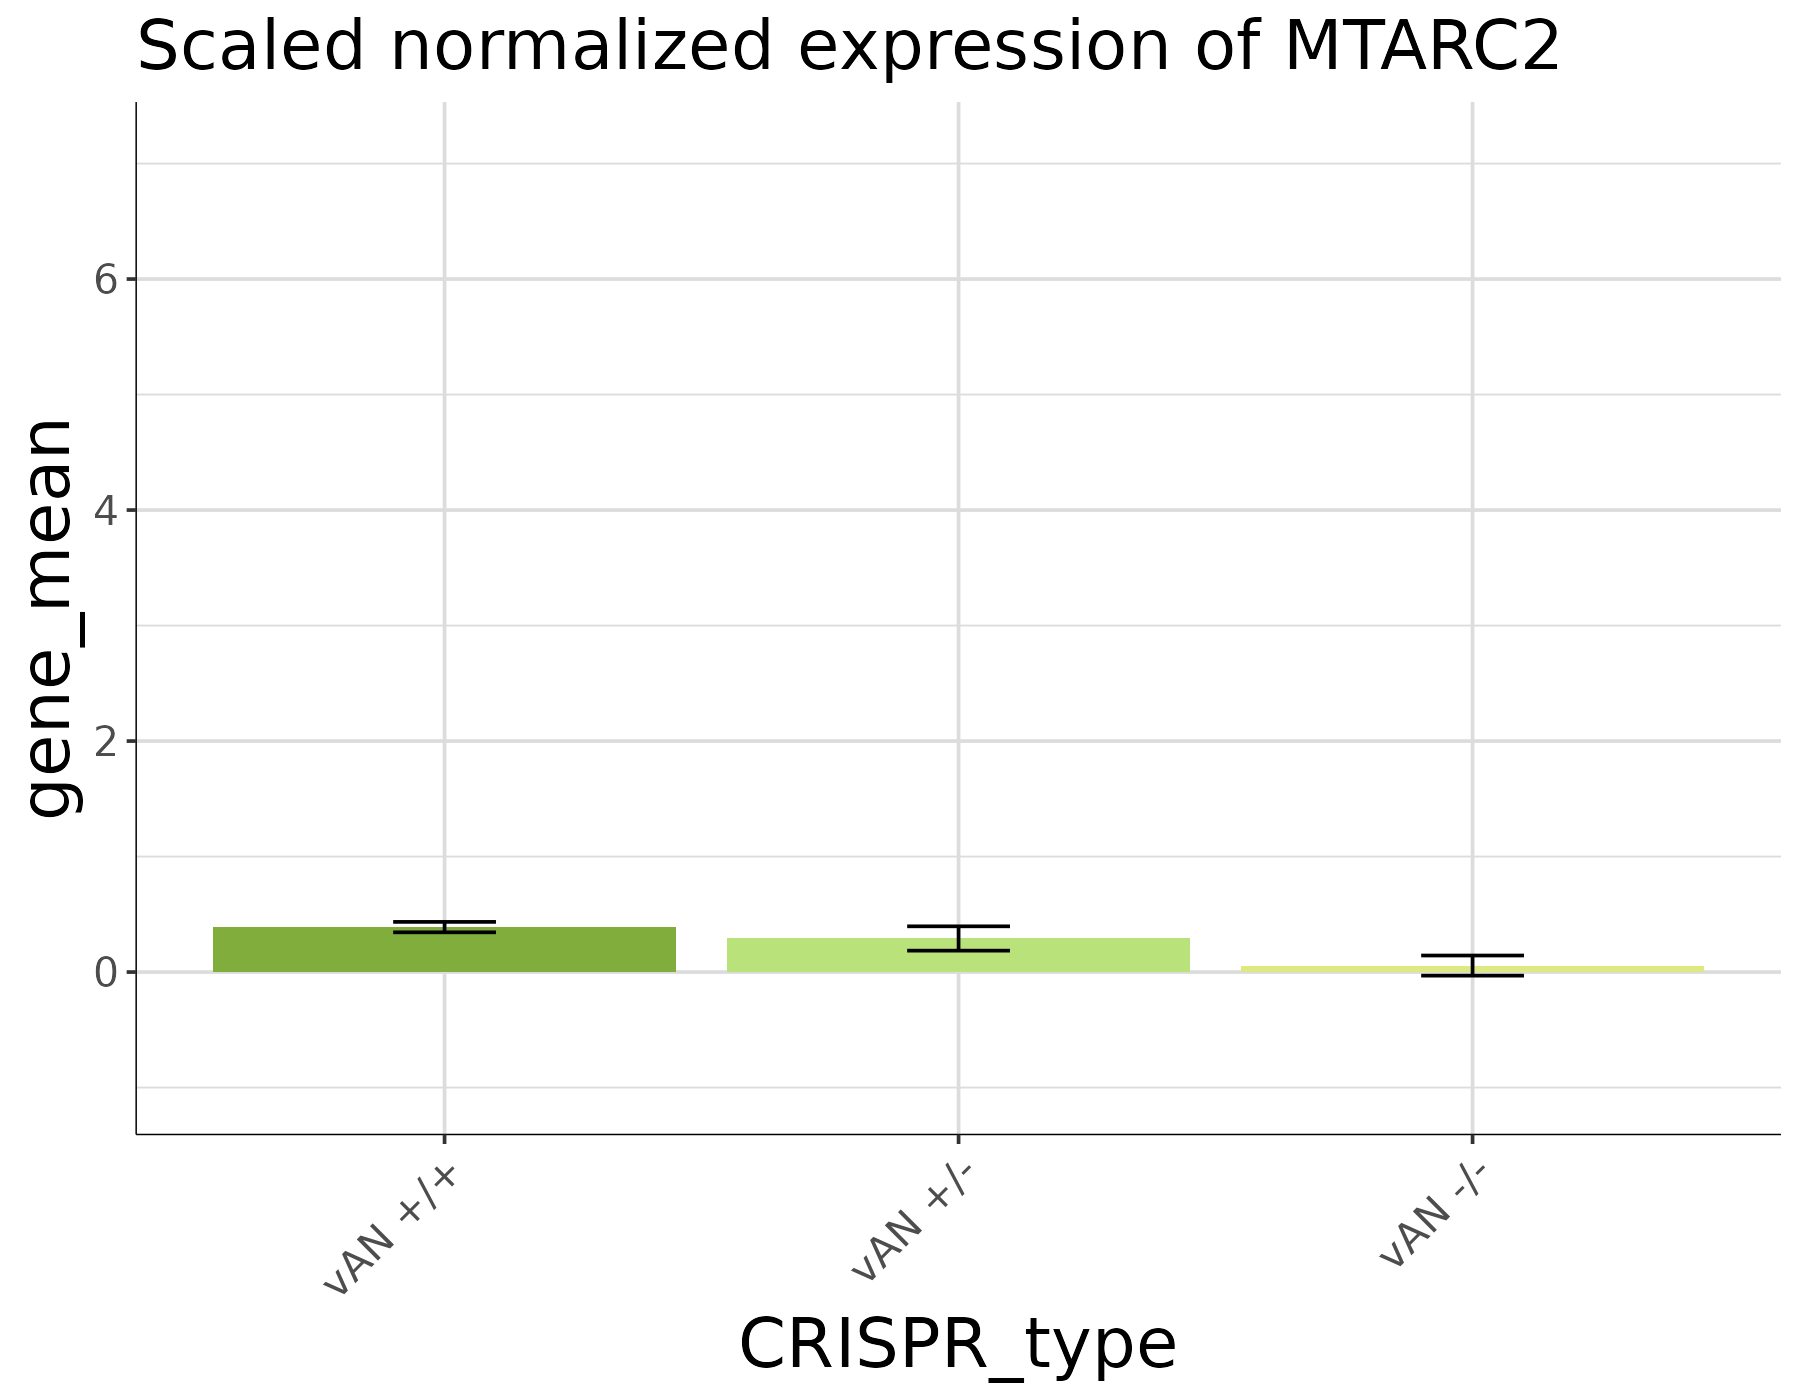 Scaled normalized expression of MTARC2
gene_mean
6
4
2
0
vAN +/+
vAN +/-
vAN -/-
CRISPR_type